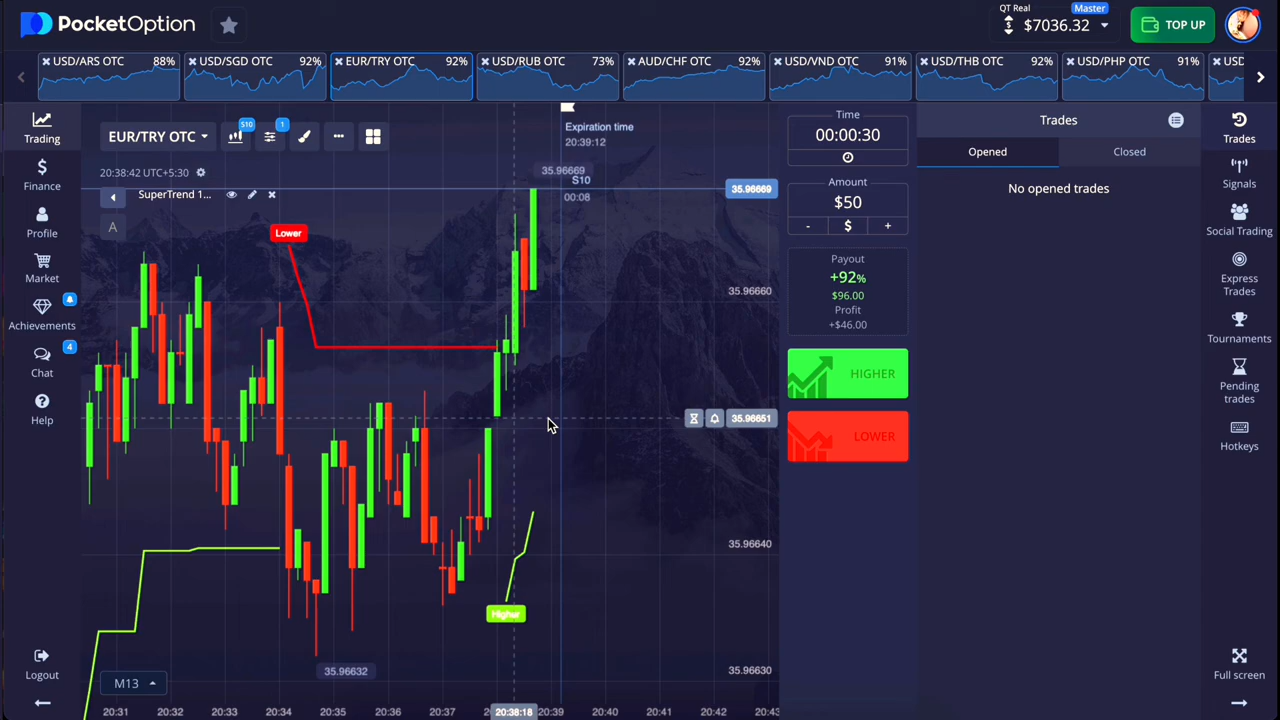 PocketOption
QT Real
Master
$7036.32
TOP UP
USD/ARS OTC 88%
USD/SGD OTC 92%
EUR/TRY OTC 92%
USD/RUB OTC 73%
AUD/CHF OTC 92%
USD/VND OTC 91%
USD/THB OTC 92%
USD/PHP OTC 91%
USD
Trading
Finance
Profile
Market
Achievements
4
Chat
Help
Logout
EUR/TRY OTC
S10
1
20:38:42 UTC+5:30
SuperTrend 1...
A
Lower
Expiration time
20:39:12
35.96669
S10
00:08
35.96669
35.96660
35.96651
35.96640
35.96630
Higher
35.96632
M13
20:31 20:32 20:33 20:34 20:35 20:36 20:37 20:38:18 20:39 20:40 20:41 20:42 20:43
Time
00:00:30
Amount
$50
- $ +
Payout
+92%
$96.00
Profit
+$46.00
HIGHER
LOWER
Trades
Opened
Closed
No opened trades
Trades
Signals
Social Trading
Express
Trades
Tournaments
Pending
trades
Hotkeys
Full screen